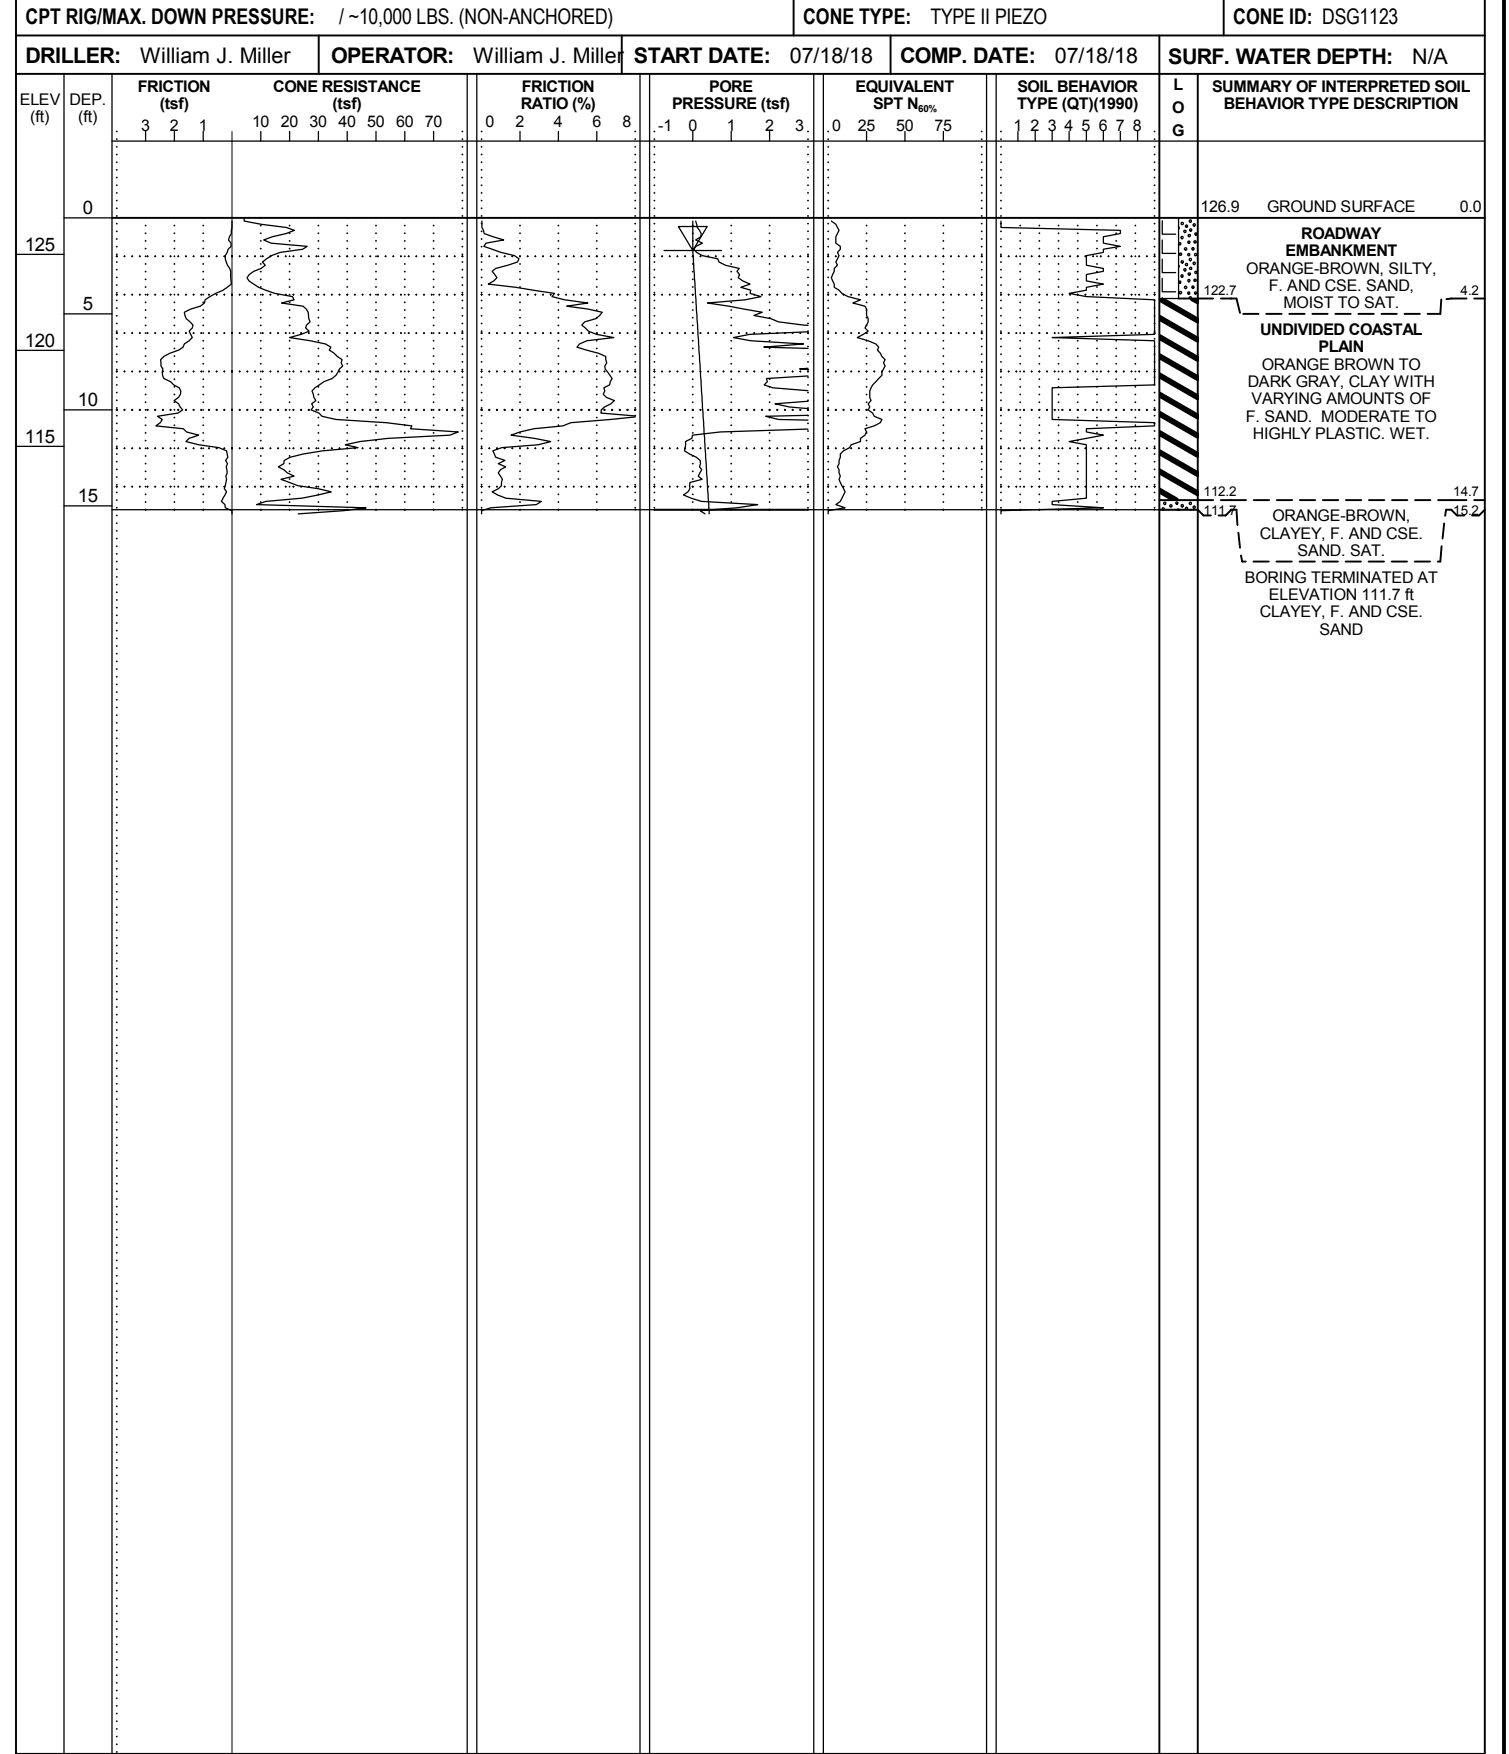 CPT RIG/MAX. DOWN PRESSURE: / ~10,000 LBS. (NON-ANCHORED) CONE TYPE: TYPE II PIEZO CONE ID: DSG1123
DRILLER: William J. Miller OPERATOR: William J. Miller START DATE: 07/18/18 COMP. DATE: 07/18/18 SURF. WATER DEPTH: N/A
ELEV (ft)
DEP. (ft)
FRICTION (tsf)
3 2 1
CONE RESISTANCE (tsf)
10 20 30 40 50 60 70
FRICTION RATIO (%)
0 2 4 6 8
PORE PRESSURE (tsf)
-1 0 1 2 3
EQUIVALENT SPT N60%
0 25 50 75
SOIL BEHAVIOR TYPE (QT)(1990)
1 2 3 4 5 6 7 8
L
O
G
SUMMARY OF INTERPRETED SOIL
BEHAVIOR TYPE DESCRIPTION
0
125
5
120
10
115
15
126.9 GROUND SURFACE 0.0
ROADWAY
EMBANKMENT
ORANGE-BROWN, SILTY,
F. AND CSE. SAND,
122.7 MOIST TO SAT. 4.2
UNDIVIDED COASTAL
PLAIN
ORANGE BROWN TO
DARK GRAY, CLAY WITH
VARYING AMOUNTS OF
F. SAND. MODERATE TO
HIGHLY PLASTIC. WET.
112.2 14.7
111.7 ORANGE-BROWN, 15.2
CLAYEY, F. AND CSE.
SAND. SAT.
BORING TERMINATED AT
ELEVATION 111.7 ft
CLAYEY, F. AND CSE.
SAND